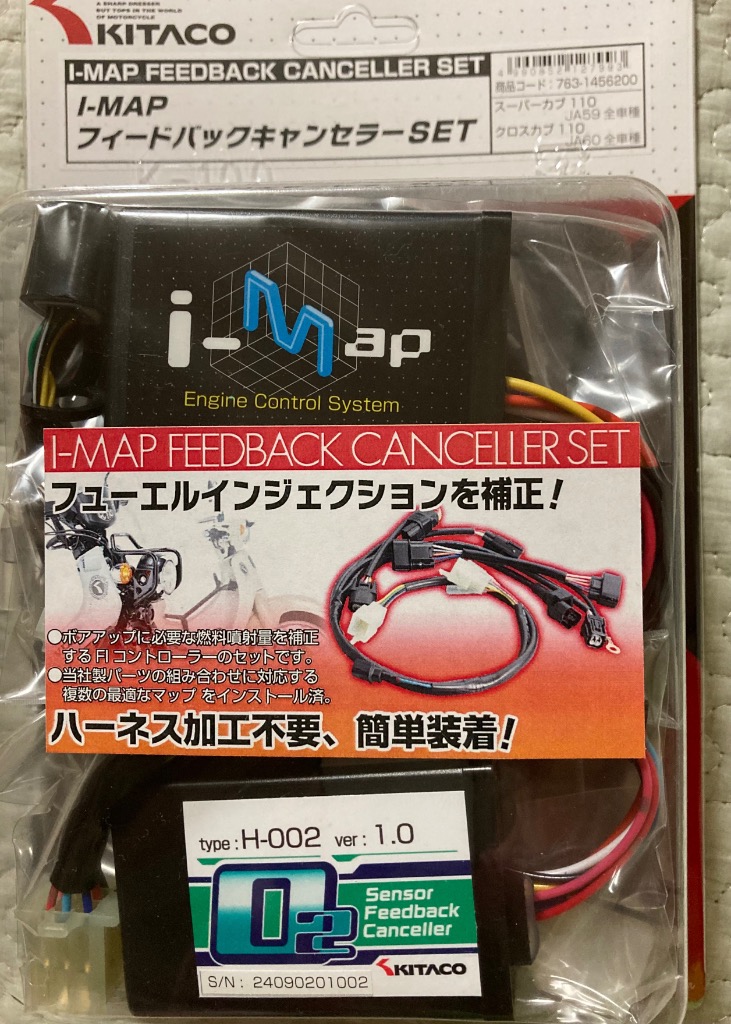 A SHARP DRESSER
BUT TOPS IN THE WORLD
OF MOTORCYCLE
KITACO
I-MAP FEEDBACK CANCELLER SET
I-MAP
フィードバックキャンセラーSET
4 990852 127993
商品コード:763-1456200
スーパーカブ 110
JA59 全車種
クロスカブ 110
JA60 全車種
i-Map
Engine Control System
I-MAP FEEDBACK CANCELLER SET
フューエルインジェクションを補正!
●ボアアップに必要な燃料噴射量を補正
するFIコントローラーのセットです。
●当社製パーツの組み合わせに対応する
複数の最適なマップ をインストール済。
ハーネス加工不要、簡単装着!
type:H-002 ver:1.0
O2
Sensor
Feedback
Canceller
KITACO
S/N: 24090201002